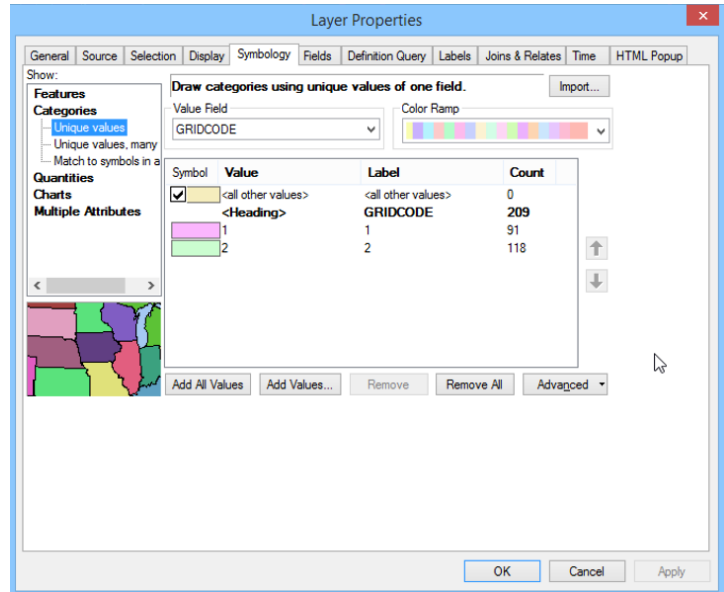 Layer Properties
General Source Selection Display Symbology Fields Definition Query Labels Joins & Relates Time HTML Popup
Show:
Features
Categories
Unique values
Unique values, many
Match to symbols in a
Quantities
Charts
Multiple Attributes
Draw categories using unique values of one field.
Import...
Value Field
GRIDCODE
Color Ramp
Symbol Value Label Count
<all other values> <all other values> 0
<Heading> GRIDCODE 209
1 1 91
2 2 118
Add All Values Add Values... Remove Remove All Advanced
OK Cancel Apply